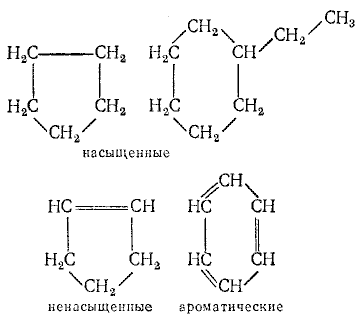 CH₂ CH₂ CH₃
H₂C CH₂ H₂C CH
H₂C CH₂ H₂C CH₂
CH₂ CH₂
насыщенные
CH
HC CH HC CH
H₂C CH₂ HC CH
CH₂ CH
ненасыщенные ароматические